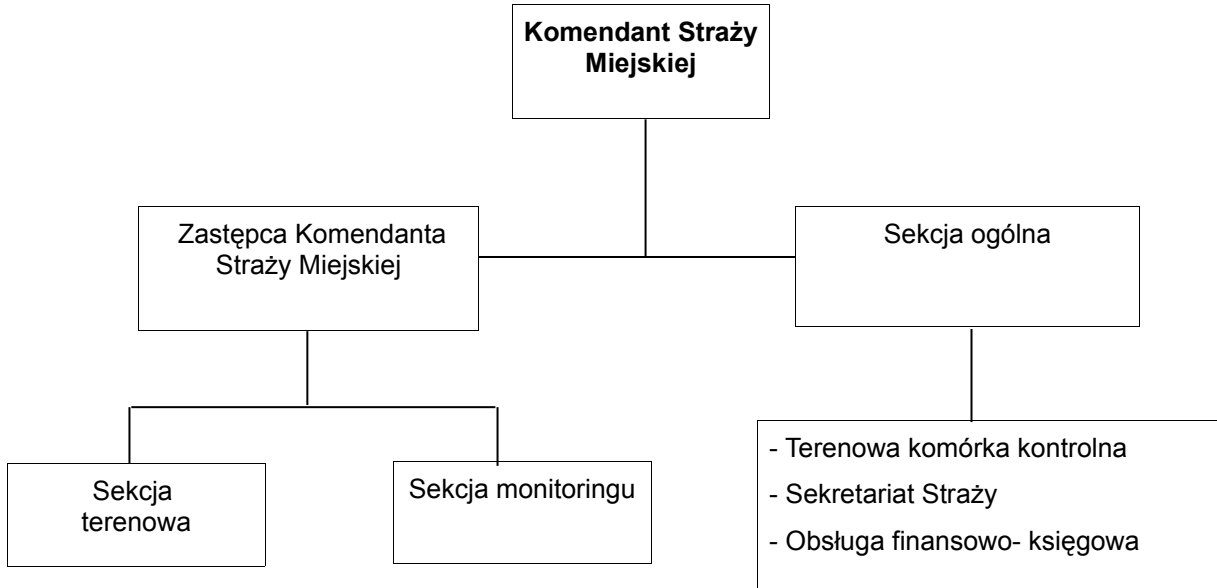 Komendant Straży
Miejskiej
Zastępca Komendanta
Straży Miejskiej
Sekcja ogólna
Sekcja
terenowa
Sekcja monitoringu
- Terenowa komórka kontrolna
- Sekretariat Straży
- Obsługa finansowo- księgowa